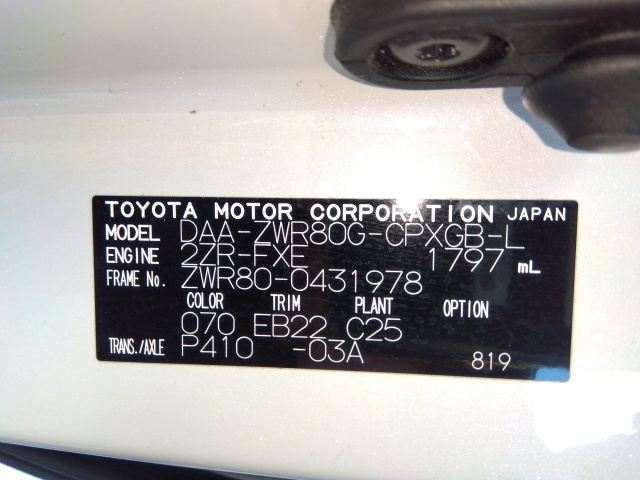 TOYOTA MOTOR CORPORATION JAPAN
MODEL DAA-ZWR80G-CPXGB-L
ENGINE 2ZR-FXE 1797 mL
FRAME No. ZWR80-0431978
COLOR TRIM PLANT OPTION
070 EB22 C25
TRANS./AXLE P410 -03A 819